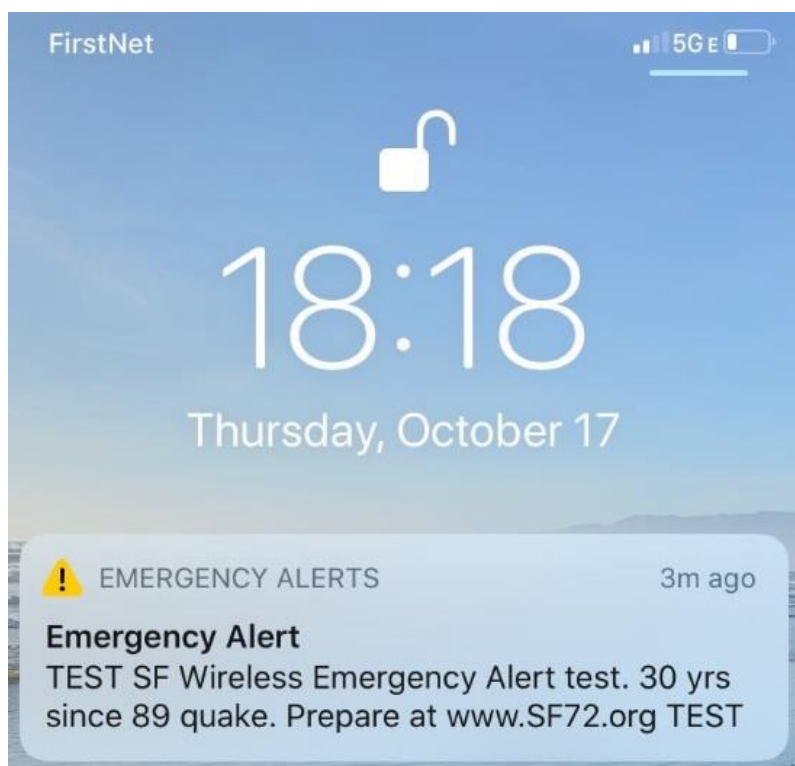 FirstNet 5G E
18:18
Thursday, October 17
EMERGENCY ALERTS 3m ago
Emergency Alert
TEST SF Wireless Emergency Alert test. 30 yrs
since 89 quake. Prepare at www.SF72.org TEST